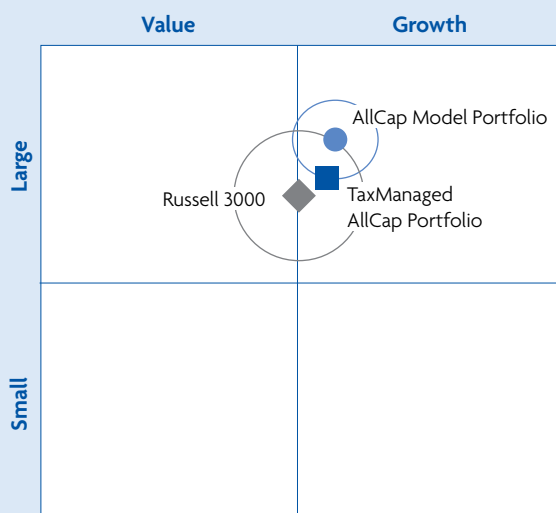 Value
Growth
Large
AllCap Model Portfolio
Russell 3000
TaxManaged
AllCap Portfolio
Small